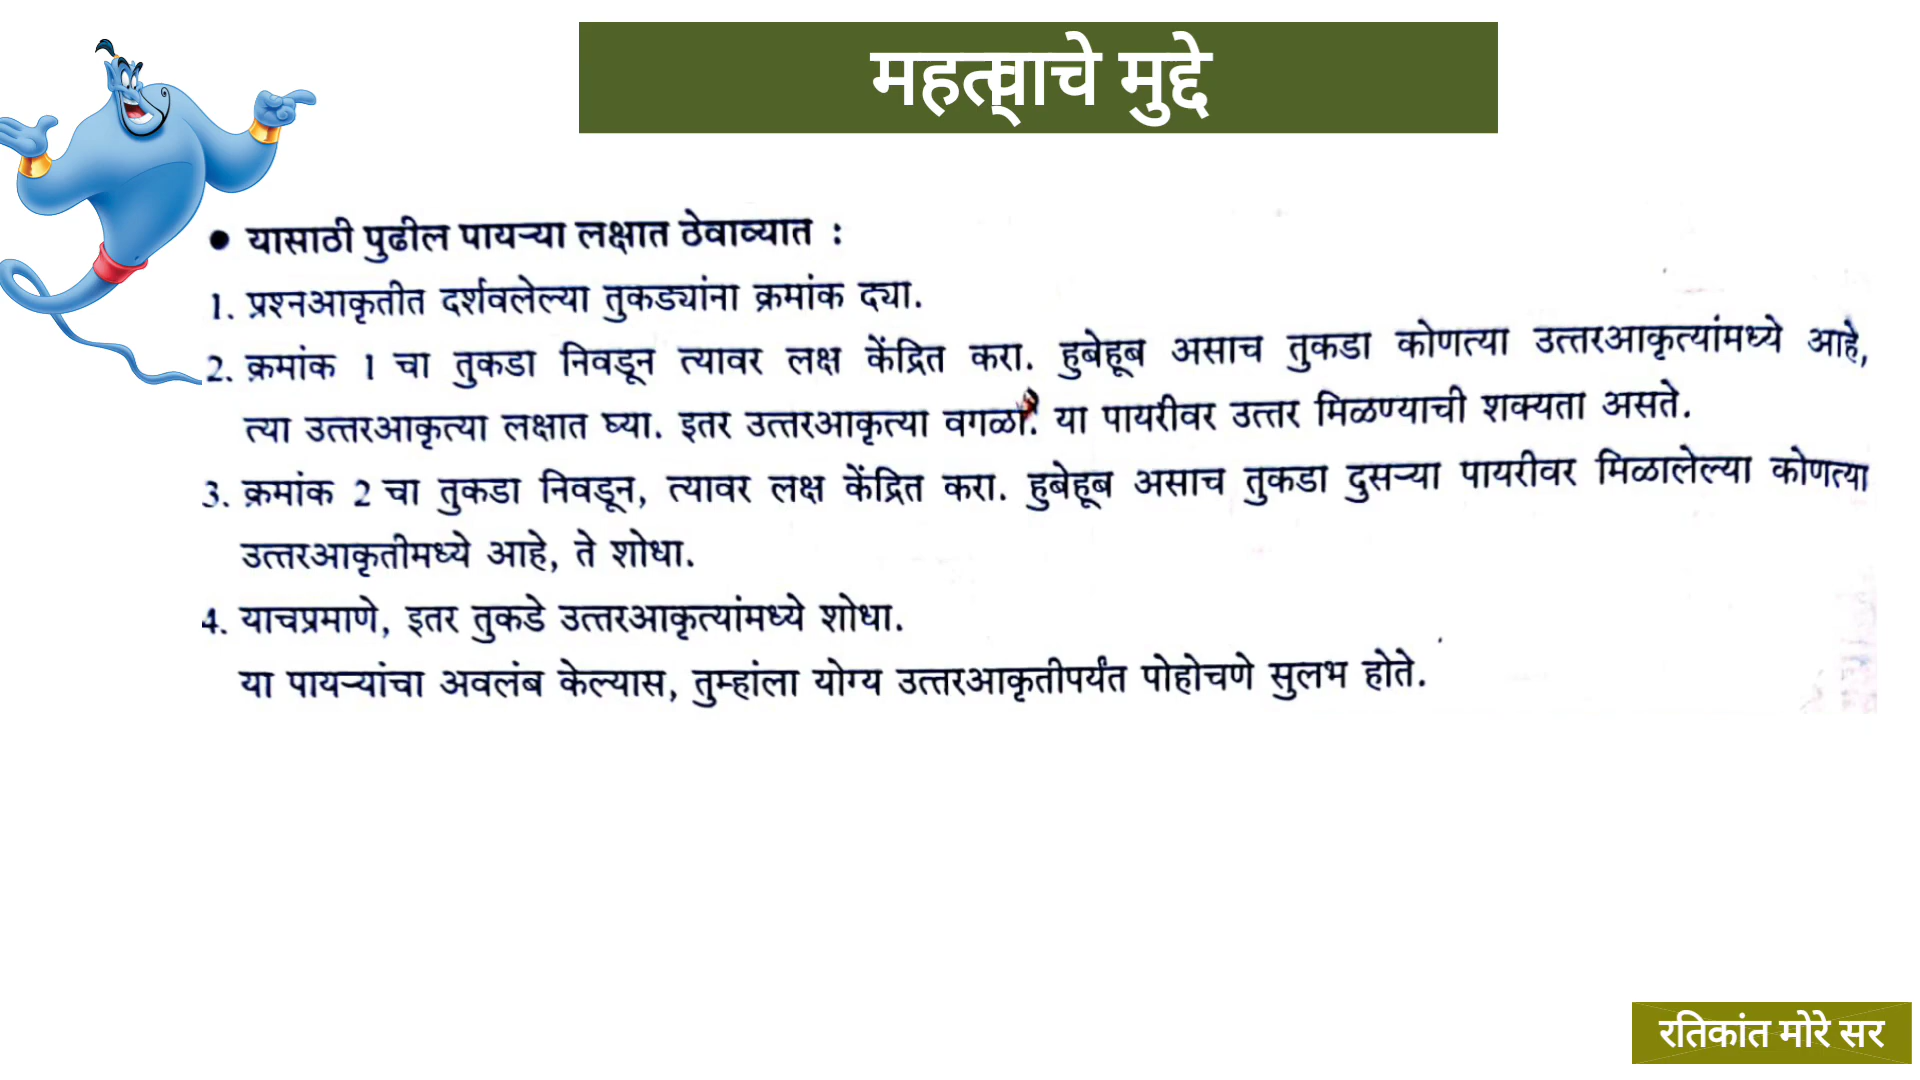 महत्त्वाचे मुद्दे
● यासाठी पुढील पायऱ्या लक्षात ठेवाव्यात :
1. प्रश्नआकृतीत दर्शवलेल्या तुकड्यांना क्रमांक द्या.
2. क्रमांक 1 चा तुकडा निवडून त्यावर लक्ष केंद्रित करा. हुबेहूब असाच तुकडा कोणत्या उत्तरआकृत्यांमध्ये आहे,
त्या उत्तरआकृत्या लक्षात घ्या. इतर उत्तरआकृत्या वगळा. या पायरीवर उत्तर मिळण्याची शक्यता असते.
3. क्रमांक 2 चा तुकडा निवडून, त्यावर लक्ष केंद्रित करा. हुबेहूब असाच तुकडा दुसऱ्या पायरीवर मिळालेल्या कोणत्या
उत्तरआकृतीमध्ये आहे, ते शोधा.
4. याचप्रमाणे, इतर तुकडे उत्तरआकृत्यांमध्ये शोधा.
या पायऱ्यांचा अवलंब केल्यास, तुम्हांला योग्य उत्तरआकृतीपर्यंत पोहोचणे सुलभ होते.
रतिकांत मोरे सर